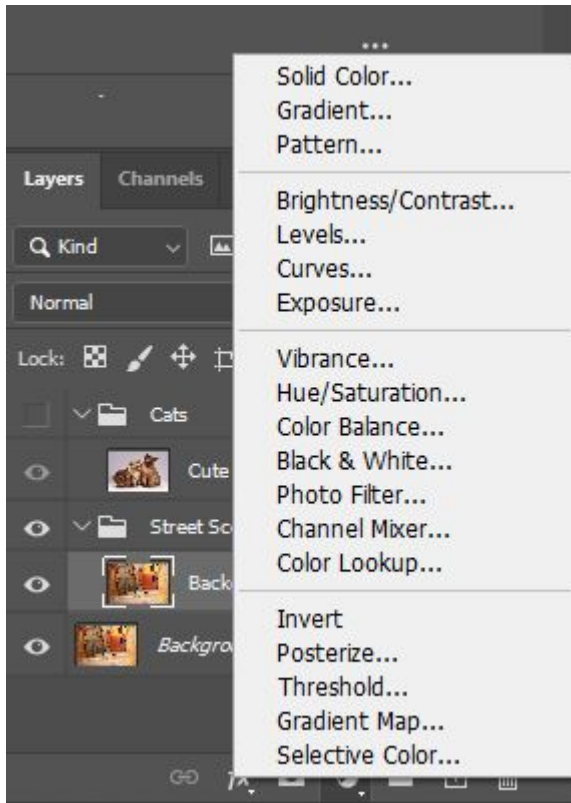 Solid Color...
Gradient...
Pattern...
Layers Channels
Brightness/Contrast...
Kind
Levels...
Curves...
Normal
Exposure...
Lock:
Vibrance...
Hue/Saturation...
Cats
Color Balance...
Black & White...
Cute
Photo Filter...
Channel Mixer...
Street Sc
Color Lookup...
Back
Invert
Backgro
Posterize...
Threshold...
Gradient Map...
Selective Color...
fx